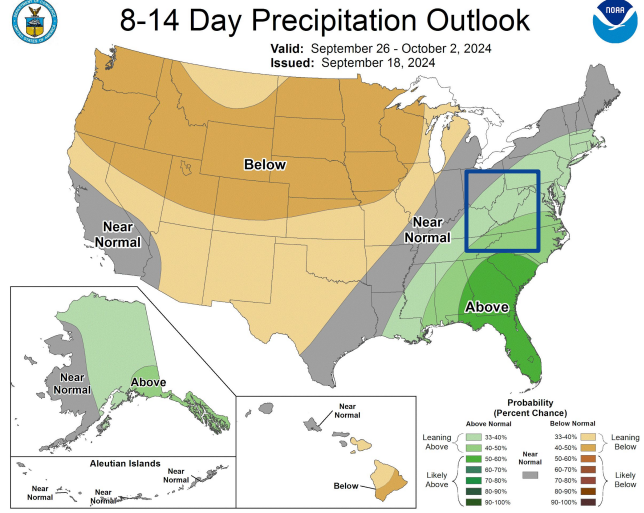 8-14 Day Precipitation Outlook
NOAA
Valid: September 26 - October 2, 2024
Issued: September 18, 2024
Below
Near
Normal
Near
Normal
Above
Near
Normal
Above
Aleutian Islands
Near
Normal
Near
Normal
Near
Normal
Near
Normal
Below
Probability
(Percent Chance)
Above Normal
Below Normal
Leaning
Above
33-40%
40-50%
Likely
Above
50-60%
60-70%
70-80%
80-90%
90-100%
Near
Normal
33-40%
40-50%
Leaning
Below
50-60%
60-70%
70-80%
80-90%
90-100%
Likely
Below